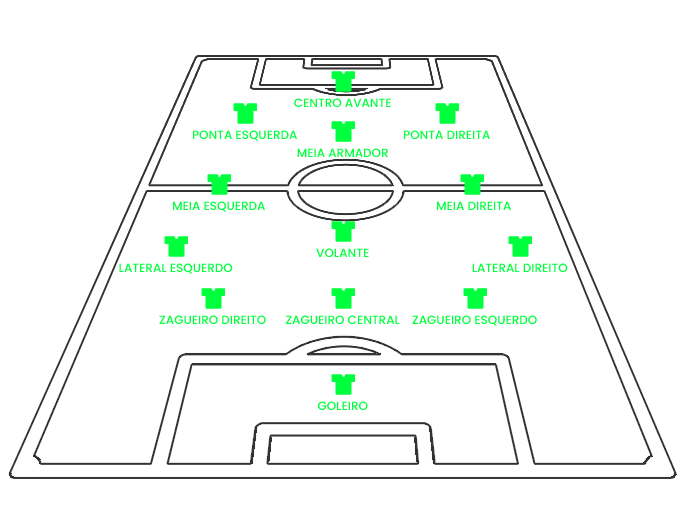 CENTRO AVANTE
PONTA ESQUERDA
PONTA DIREITA
MEIA ARMADOR
MEIA ESQUERDA
MEIA DIREITA
VOLANTE
LATERAL ESQUERDO
LATERAL DIREITO
ZAGUEIRO DIREITO
ZAGUEIRO CENTRAL
ZAGUEIRO ESQUERDO
GOLEIRO